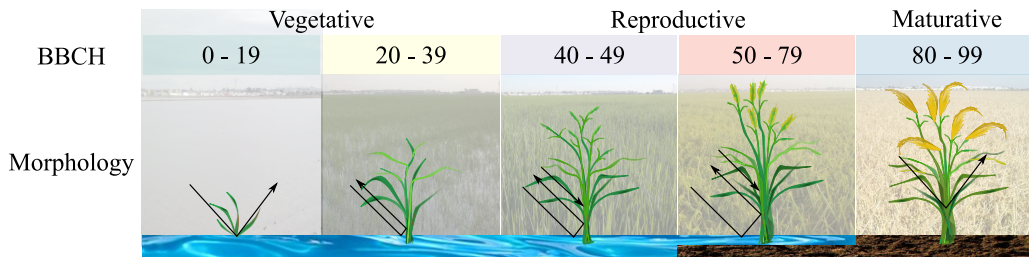 Vegetative Reproductive Maturative
BBCH 0 - 19 20 - 39 40 - 49 50 - 79 80 - 99
Morphology